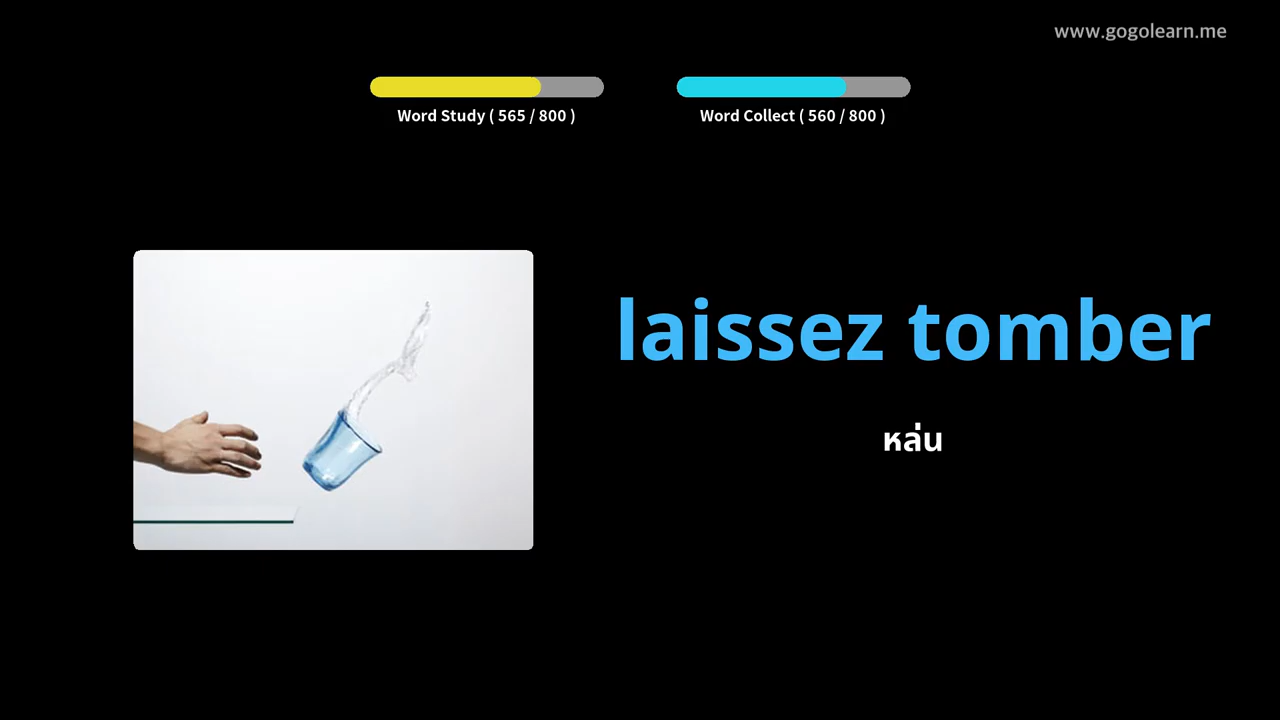 www.gogolearn.me
Word Study ( 565 / 800 )
Word Collect ( 560 / 800 )
laissez tomber
หล่น